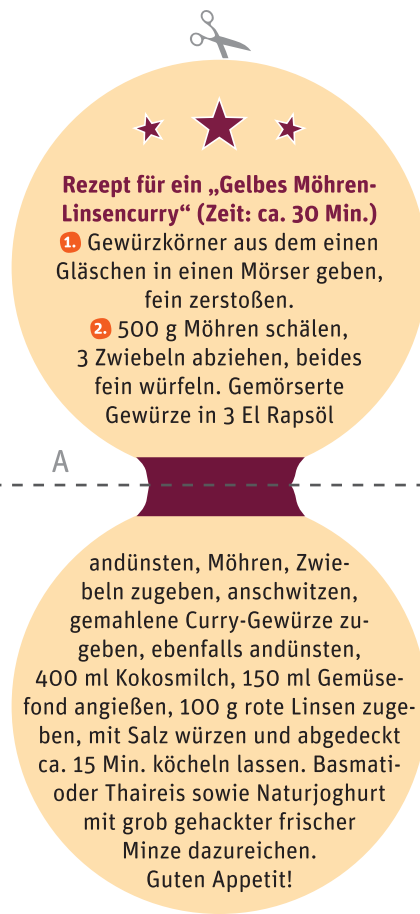 Rezept für ein „Gelbes Möhren-
Linsencurry“ (Zeit: ca. 30 Min.)
1. Gewürzkörner aus dem einen
Gläschen in einen Mörser geben,
fein zerstoßen.
2. 500 g Möhren schälen,
3 Zwiebeln abziehen, beides
fein würfeln. Gemörserte
Gewürze in 3 El Rapsöl
A
andünsten, Möhren, Zwie-
beln zugeben, anschwitzen,
gemahlene Curry-Gewürze zu-
geben, ebenfalls andünsten,
400 ml Kokosmilch, 150 ml Gemüse-
fond angießen, 100 g rote Linsen zuge-
ben, mit Salz würzen und abgedeckt
ca. 15 Min. köcheln lassen. Basmati-
oder Thaireis sowie Naturjoghurt
mit grob gehackter frischer
Minze dazureichen.
Guten Appetit!